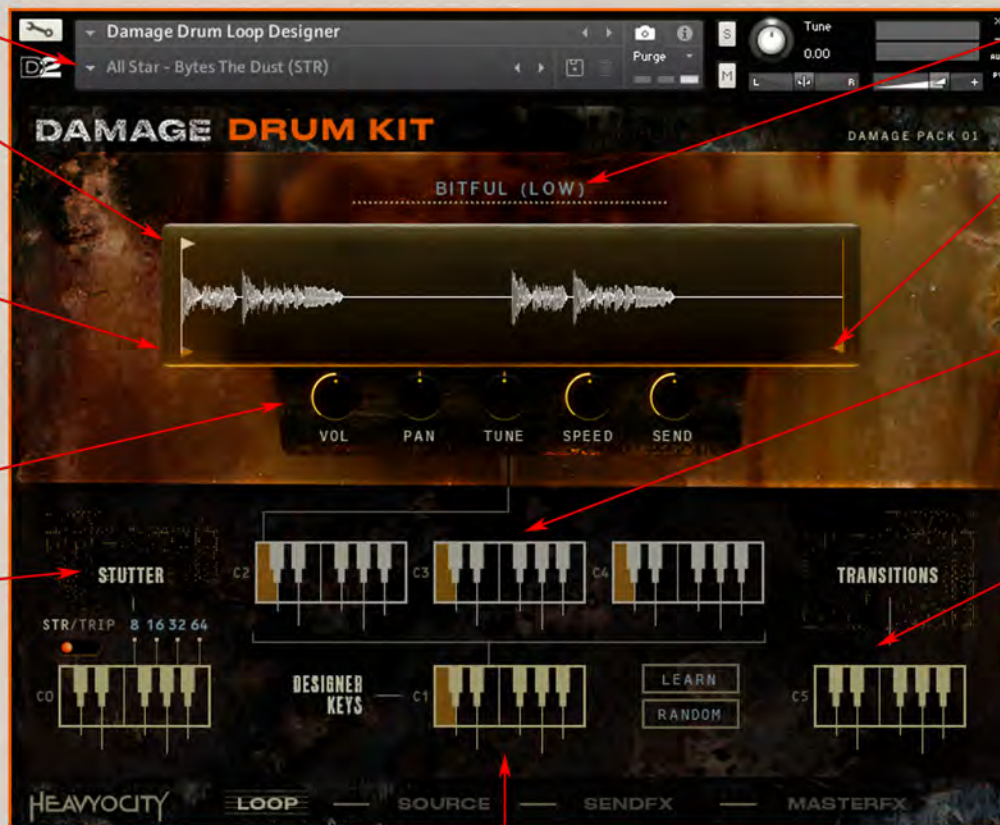 Damage Drum Loop Designer
All Star - Bytes The Dust (STR)
Purge
S
M
Tune
0.00
L
R
AU
DAMAGE DRUM KIT
DAMAGE PACK 01
BITFUL (LOW)
VOL PAN TUNE SPEED SEND
STUTTER
C2
C3
C4
TRANSITIONS
STR/TRIP 8 16 32 64
C0
DESIGNER KEYS
C1
LEARN
RANDOM
C5
HEAVYOCITY
LOOP — SOURCE — SENDFX — MASTERFX